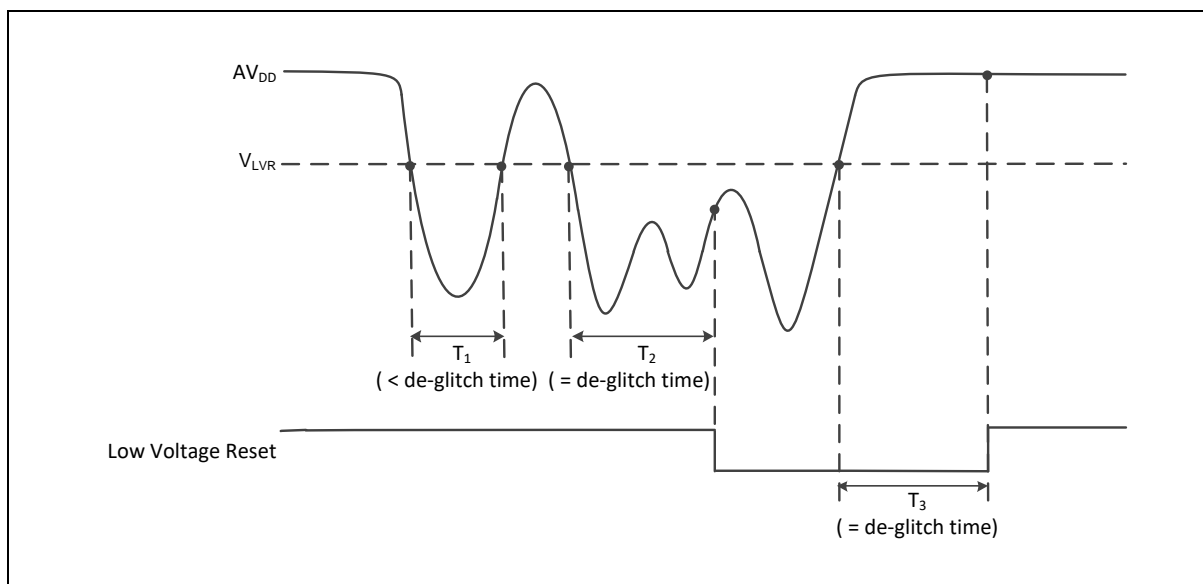 AVDD
VLVR
T1
( < de-glitch time)
T2
( = de-glitch time)
Low Voltage Reset
T3
( = de-glitch time)